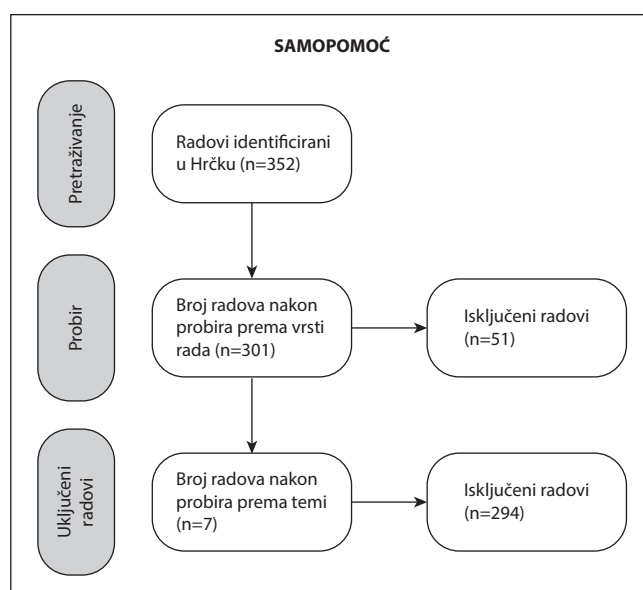 SAMOPOMOĆ
Pretraživanje
Radovi identificirani
u Hrčku (n=352)
Probir
Broj radova nakon
probira prema vrsti
rada (n=301)
Isključeni radovi
(n=51)
Uključeni
radovi
Broj radova nakon
probira prema temi
(n=7)
Isključeni radovi
(n=294)